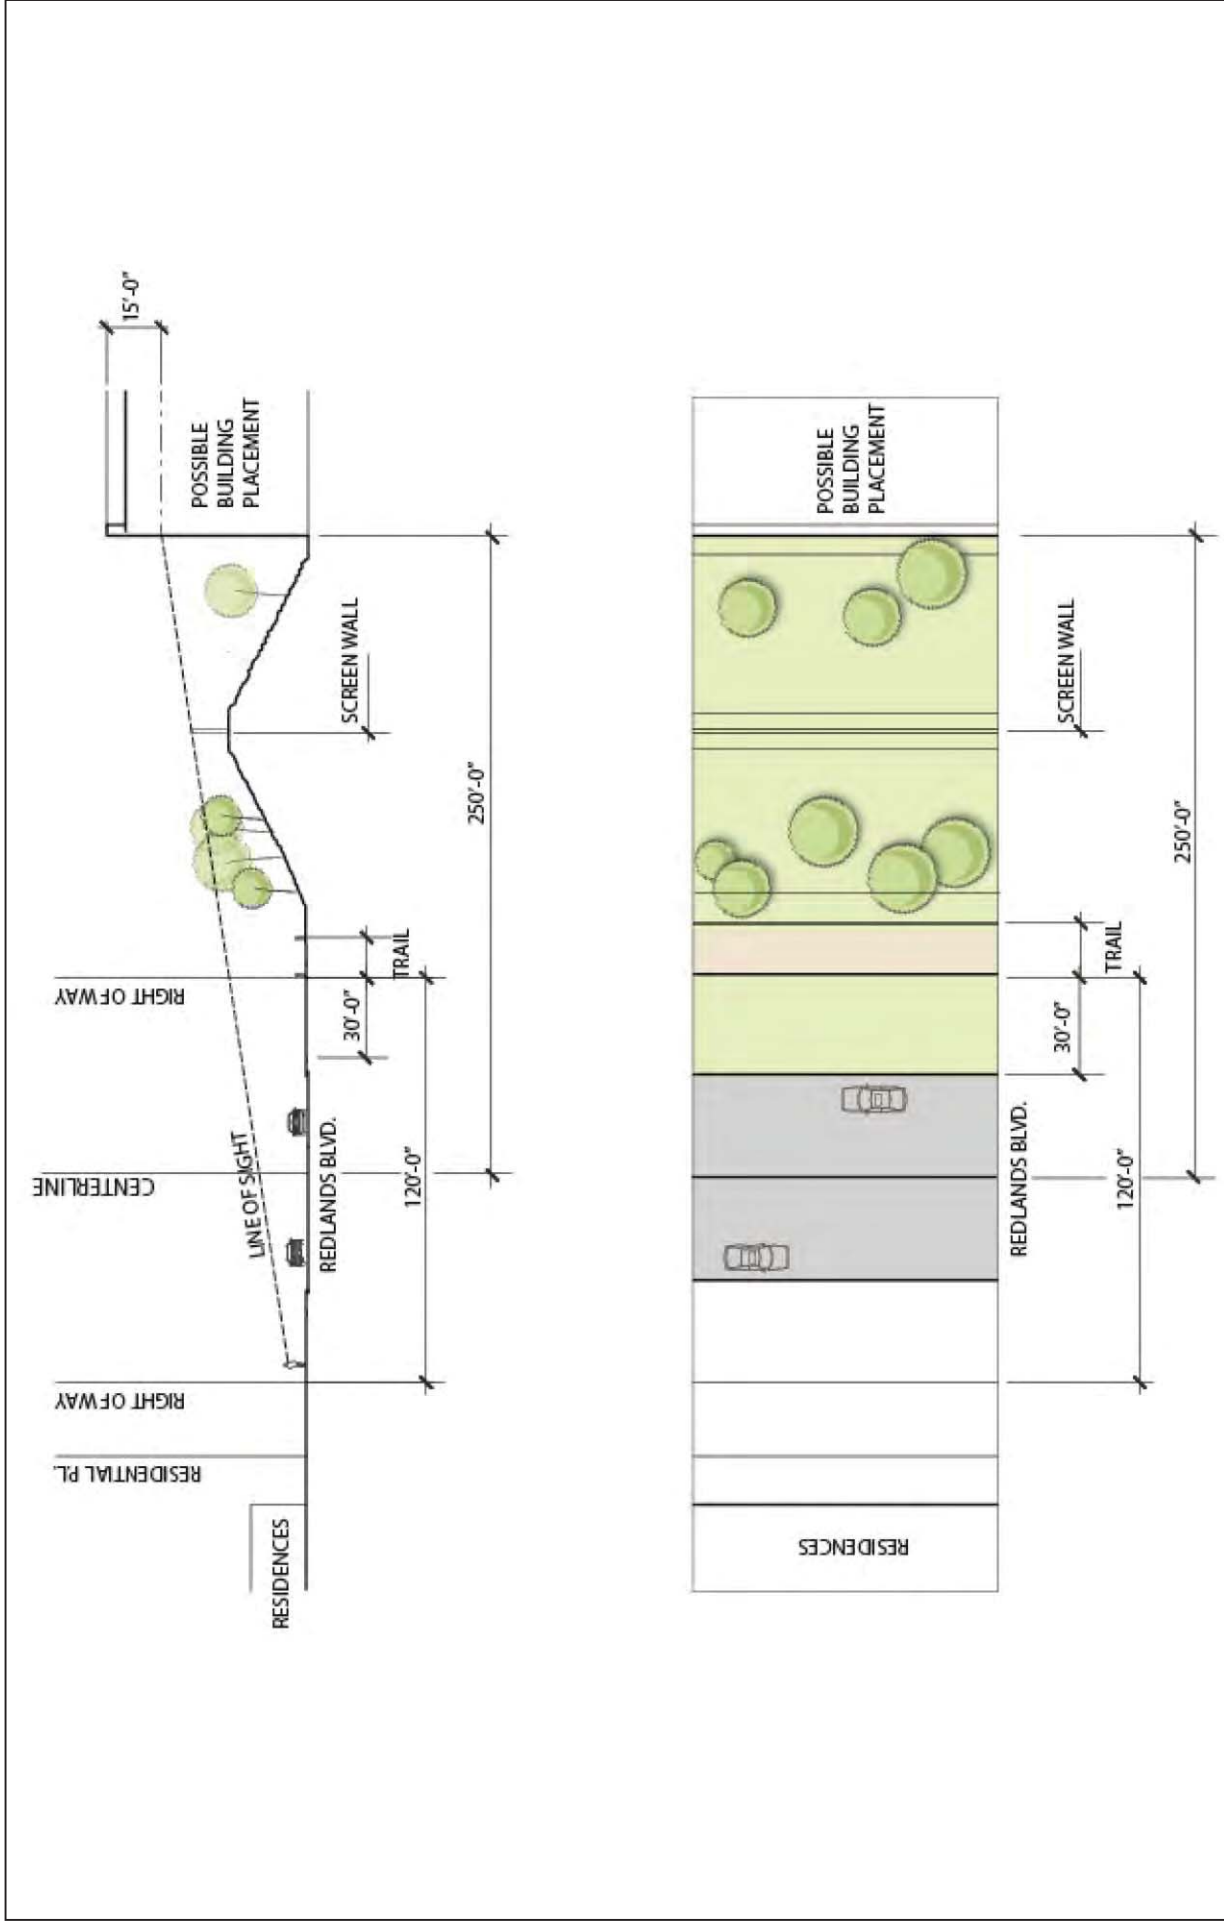 15'-0"
POSSIBLE
BUILDING
PLACEMENT
SCREEN WALL
250'-0"
TRAIL
RIGHT OF WAY
30'-0"
CENTERLINE
LINE OF SIGHT
REDLANDS BLVD.
120'-0"
RIGHT OF WAY
RESIDENTIAL P.L.
RESIDENCES
POSSIBLE
BUILDING
PLACEMENT
SCREEN WALL
250'-0"
TRAIL
30'-0"
REDLANDS BLVD.
120'-0"
RESIDENCES